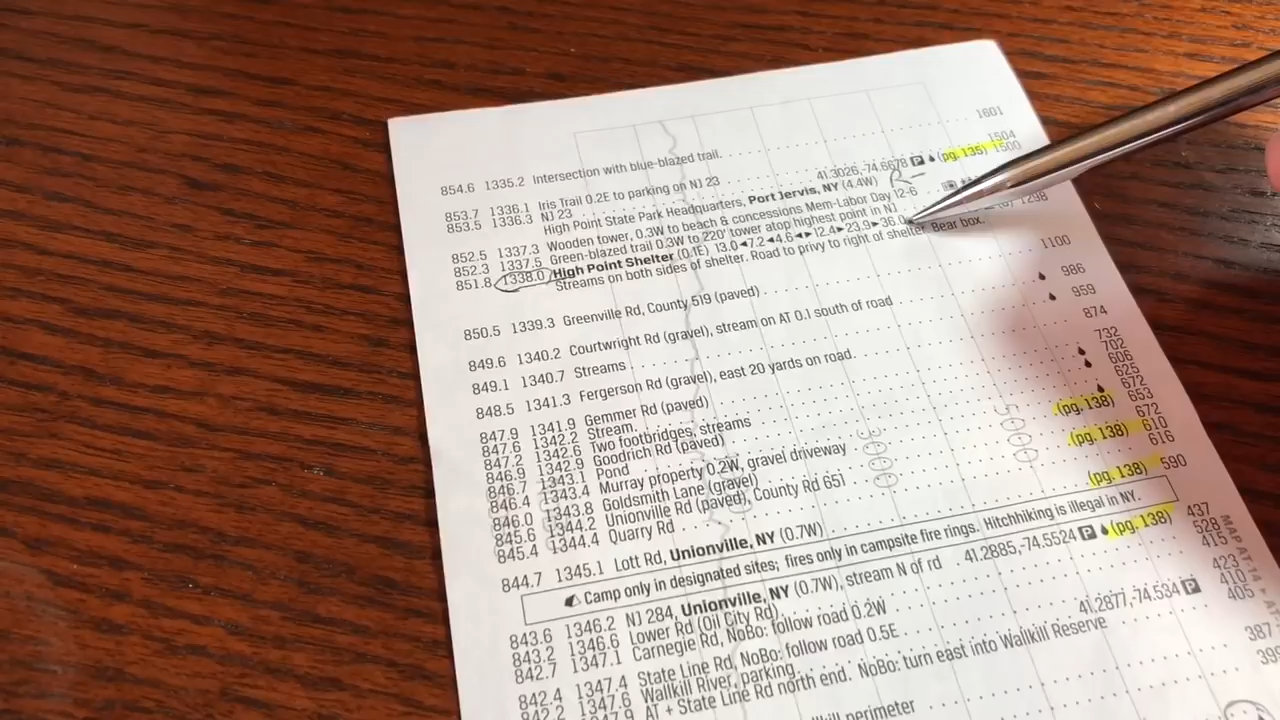 1601
854.6 1335.2 Intersection with blue-blazed trail.
1504
853.7 1336.1 Iris Trail 0.2E to parking on NJ 23 41.3026,-74.6678 P (pg. 135) 1500
853.5 1336.3 NJ 23
High Point State Park Headquarters, Port Jervis, NY (4.4W)
852.5 1337.3 Wooden tower, 0.3W to beach & concessions Mem-Labor Day 12-6
852.3 1337.5 Green-blazed trail 0.3W to 220' tower atop highest point in NJ
851.8 1338.0 High Point Shelter (0.1E) 13.0◄7.2◄4.6◄►12.4►23.9►36.0 1298
Streams on both sides of shelter. Road to privy to right of shelter Bear box.
850.5 1339.3 Greenville Rd, County 519 (paved) 1100
849.6 1340.2 Courtwright Rd (gravel), stream on AT 0.1 south of road 986
849.1 1340.7 Streams 959
848.5 1341.3 Fergerson Rd (gravel), east 20 yards on road. 874
847.9 1341.9 Gemmer Rd (paved) 732
847.6 1342.2 Stream. 702
847.2 1342.6 Two footbridges, streams 606
846.9 1342.9 Goodrich Rd (paved) 625
846.7 1343.1 Pond 672
846.4 1343.4 Murray property 0.2W, gravel driveway (pg. 138) 653
846.0 1343.8 Goldsmith Lane (gravel) 672
845.6 1344.2 Unionville Rd (paved), County Rd 651 (pg. 138) 610
845.4 1344.4 Quarry Rd 616
844.7 1345.1 Lott Rd, Unionville, NY (0.7W) (pg. 138) 590
Camp only in designated sites; fires only in campsite fire rings. Hitchhiking is illegal in NY.
843.6 1346.2 NJ 284, Unionville, NY (0.7W), stream N of rd 41.2885,-74.5524 P (pg. 138) 437
843.2 1346.6 Lower Rd (Oil City Rd) 528
842.7 1347.1 Carnegie Rd, NoBo: follow road 0.2W 415
842.4 1347.4 State Line Rd, NoBo: follow road 0.5E 423
842.2 1347.6 Wallkill River, parking. 41.2877,-74.534 P 410
1347.9 AT + State Line Rd north end. NoBo: turn east into Wallkill Reserve 405
387
perimeter
MAP AT:14